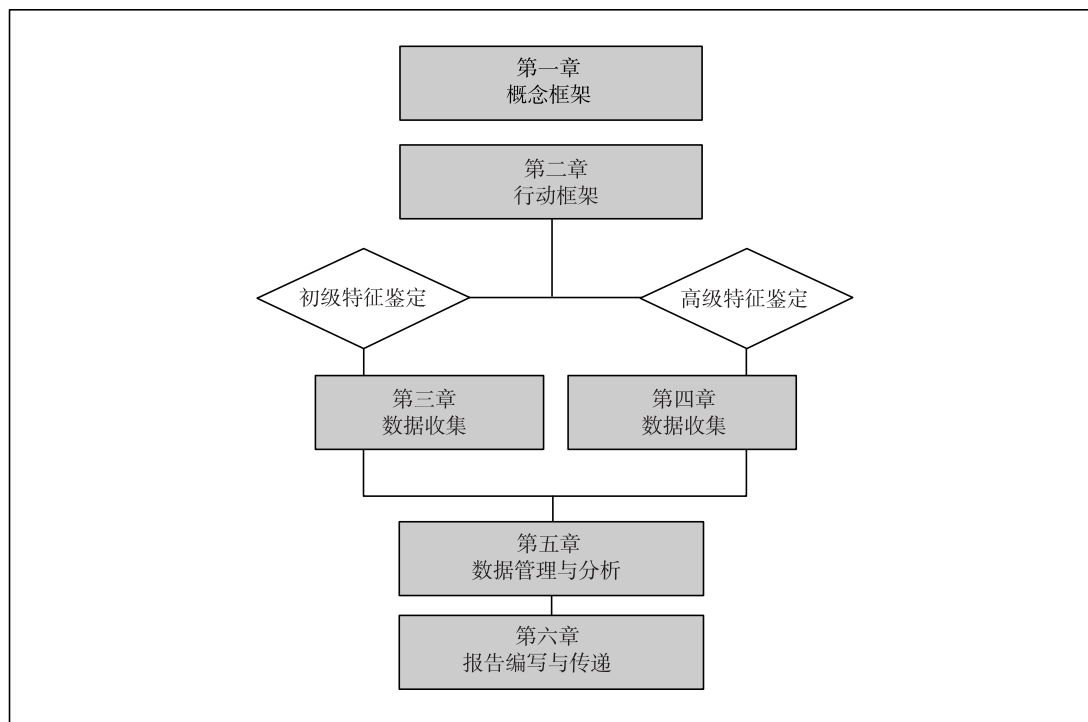 第一章
概念框架
第二章
行动框架
初级特征鉴定
高级特征鉴定
第三章
数据收集
第四章
数据收集
第五章
数据管理与分析
第六章
报告编写与传递